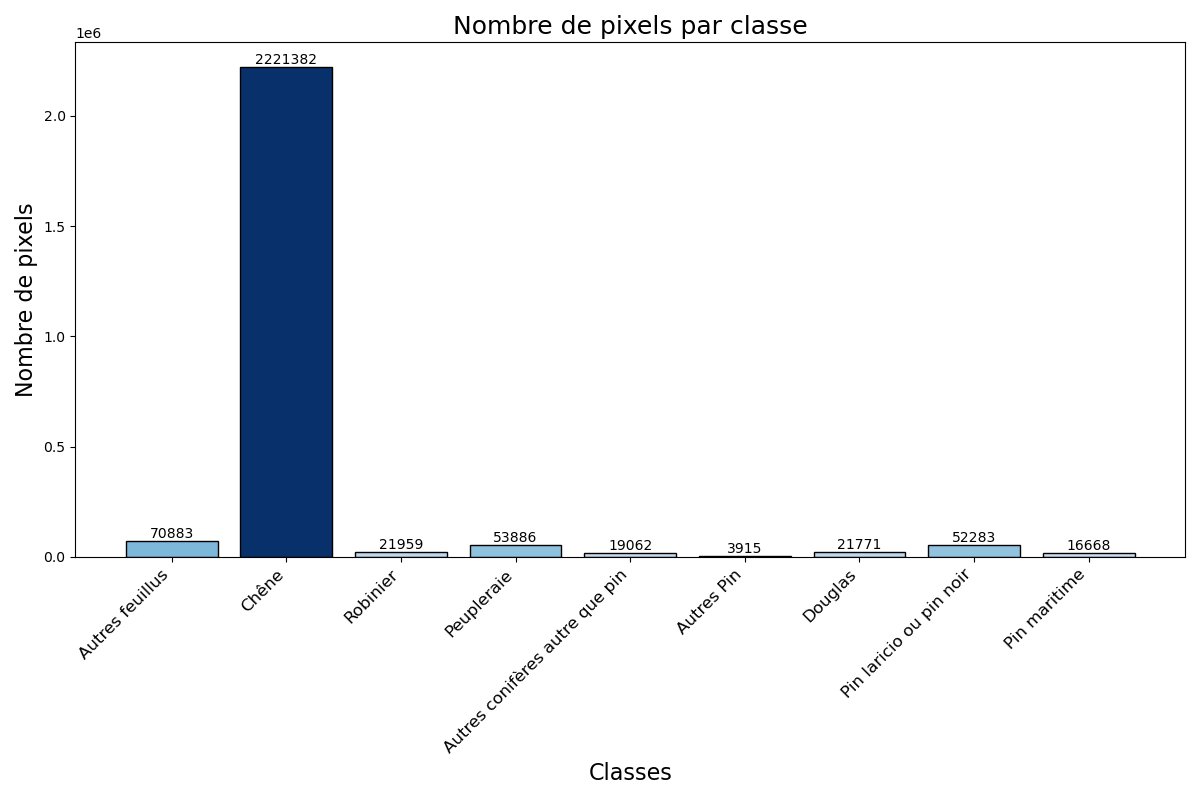 Nombre de pixels par classe
1e6
2221382
2.0
1.5
1.0
0.5
0.0
Nombre de pixels
70883
21959
53886
19062
3915
21771
52283
16668
Autres feuillus
Chêne
Robinier
Peupleraie
Autres conifères autre que pin
Autres Pin
Douglas
Pin laricio ou pin noir
Pin maritime
Classes